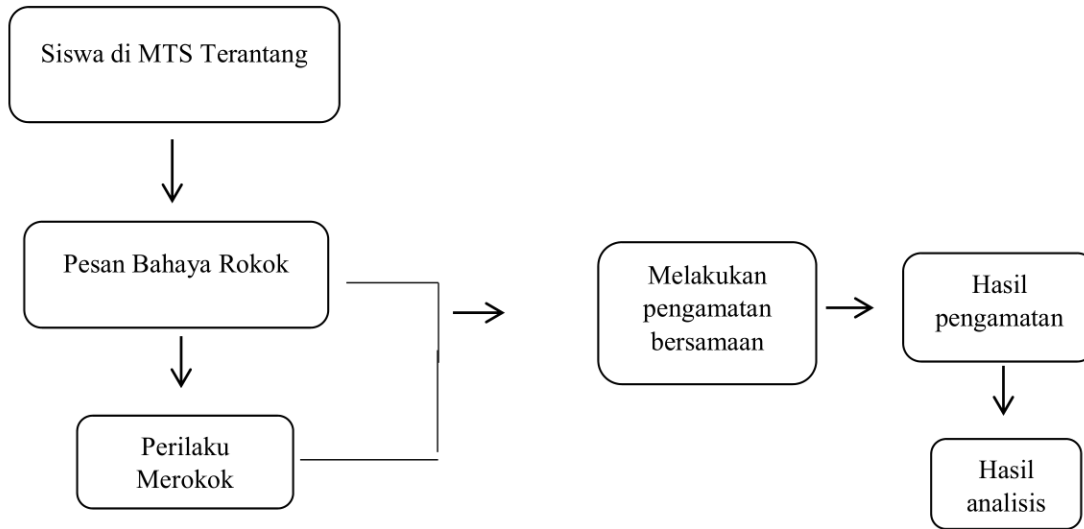 Siswa di MTS Terantang
Pesan Bahaya Rokok
Perilaku
Merokok
Melakukan
pengamatan
bersamaan
Hasil
pengamatan
Hasil
analisis